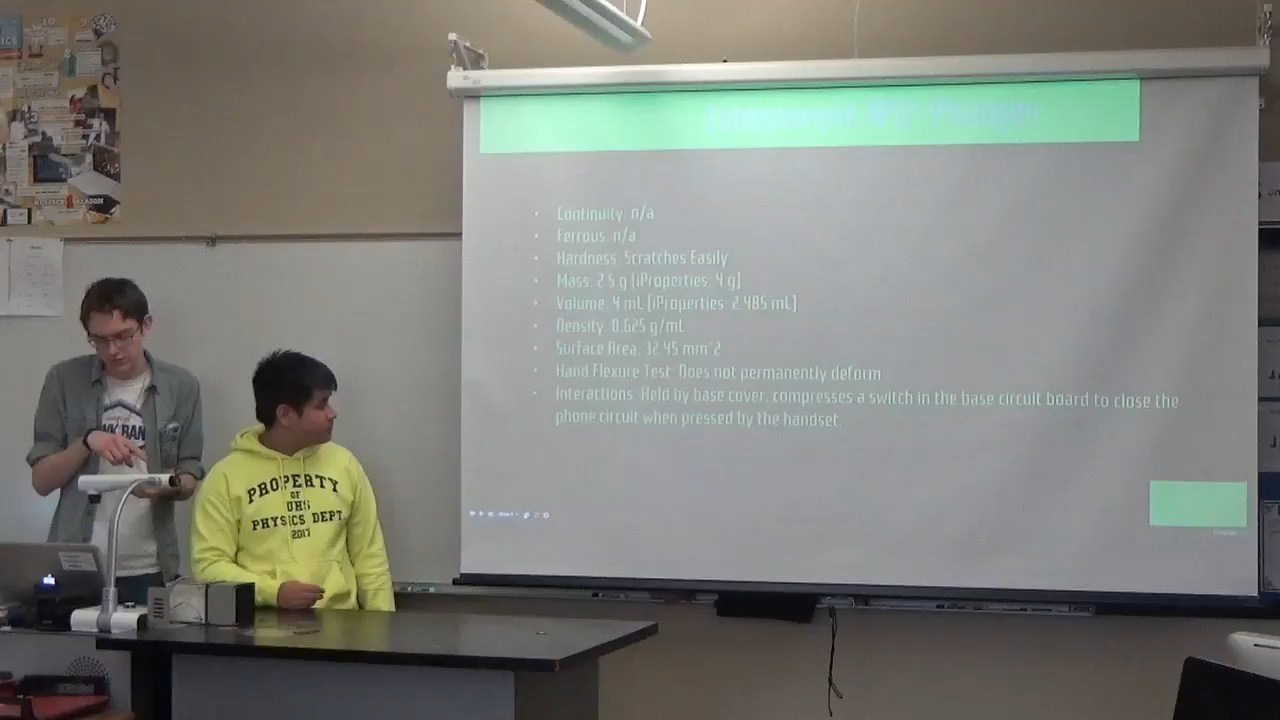 Continuity: n/a
Ferrous: n/a
Hardness: Scratches Easily
Mass: 2.5 g [iProperties: 4 g]
Volume: 4 mL [iProperties: 2.485 mL]
Density: 0.625 g/mL
Surface Area: 32.45 mm^2
Hand Flexure Test: Does not permanently deform
Interactions: Held by base cover, compresses a switch in the base circuit board to close the
phone circuit when pressed by the handset.
PROPERTY
OF
PHYSICS DEPT
2017